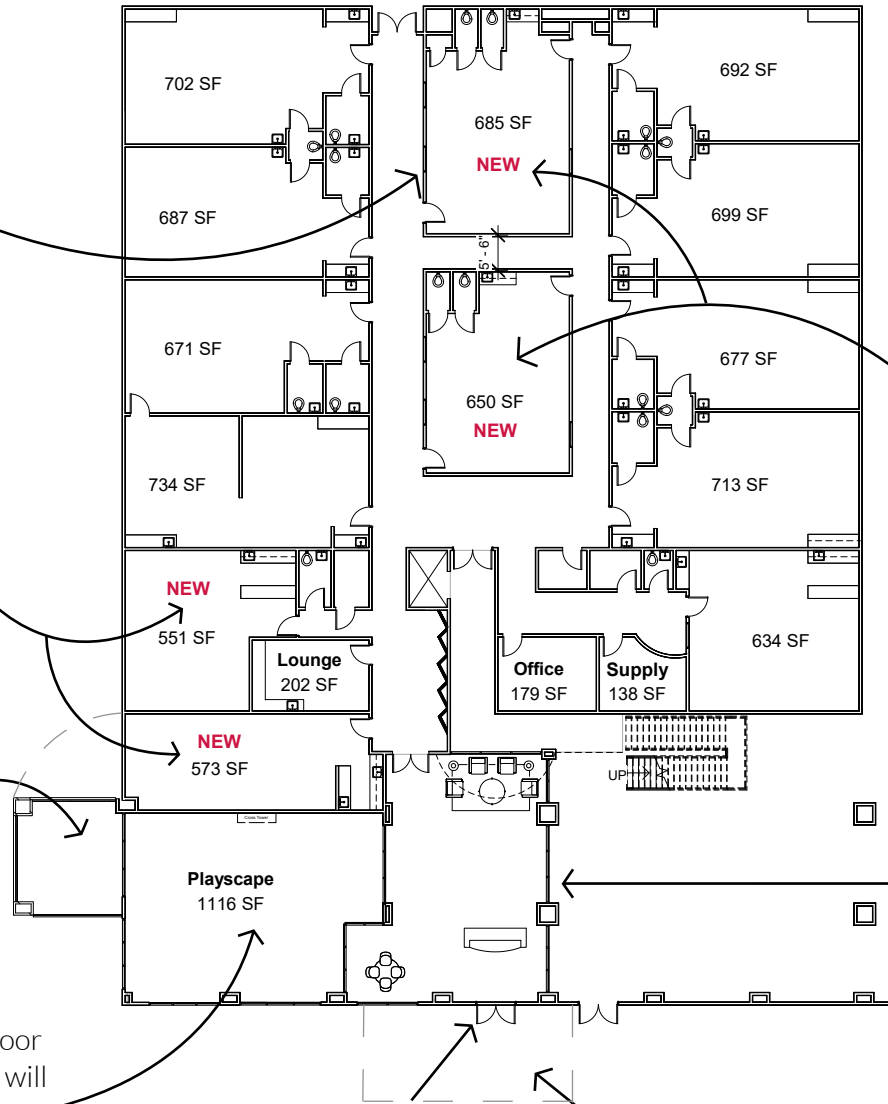 702 SF
692 SF
685 SF
NEW
687 SF
699 SF
5' - 6"
671 SF
677 SF
650 SF
NEW
734 SF
713 SF
NEW
551 SF
634 SF
Lounge
202 SF
Office
179 SF
Supply
138 SF
NEW
573 SF
UP
Cross Tower
Playscape
1116 SF
oor
will